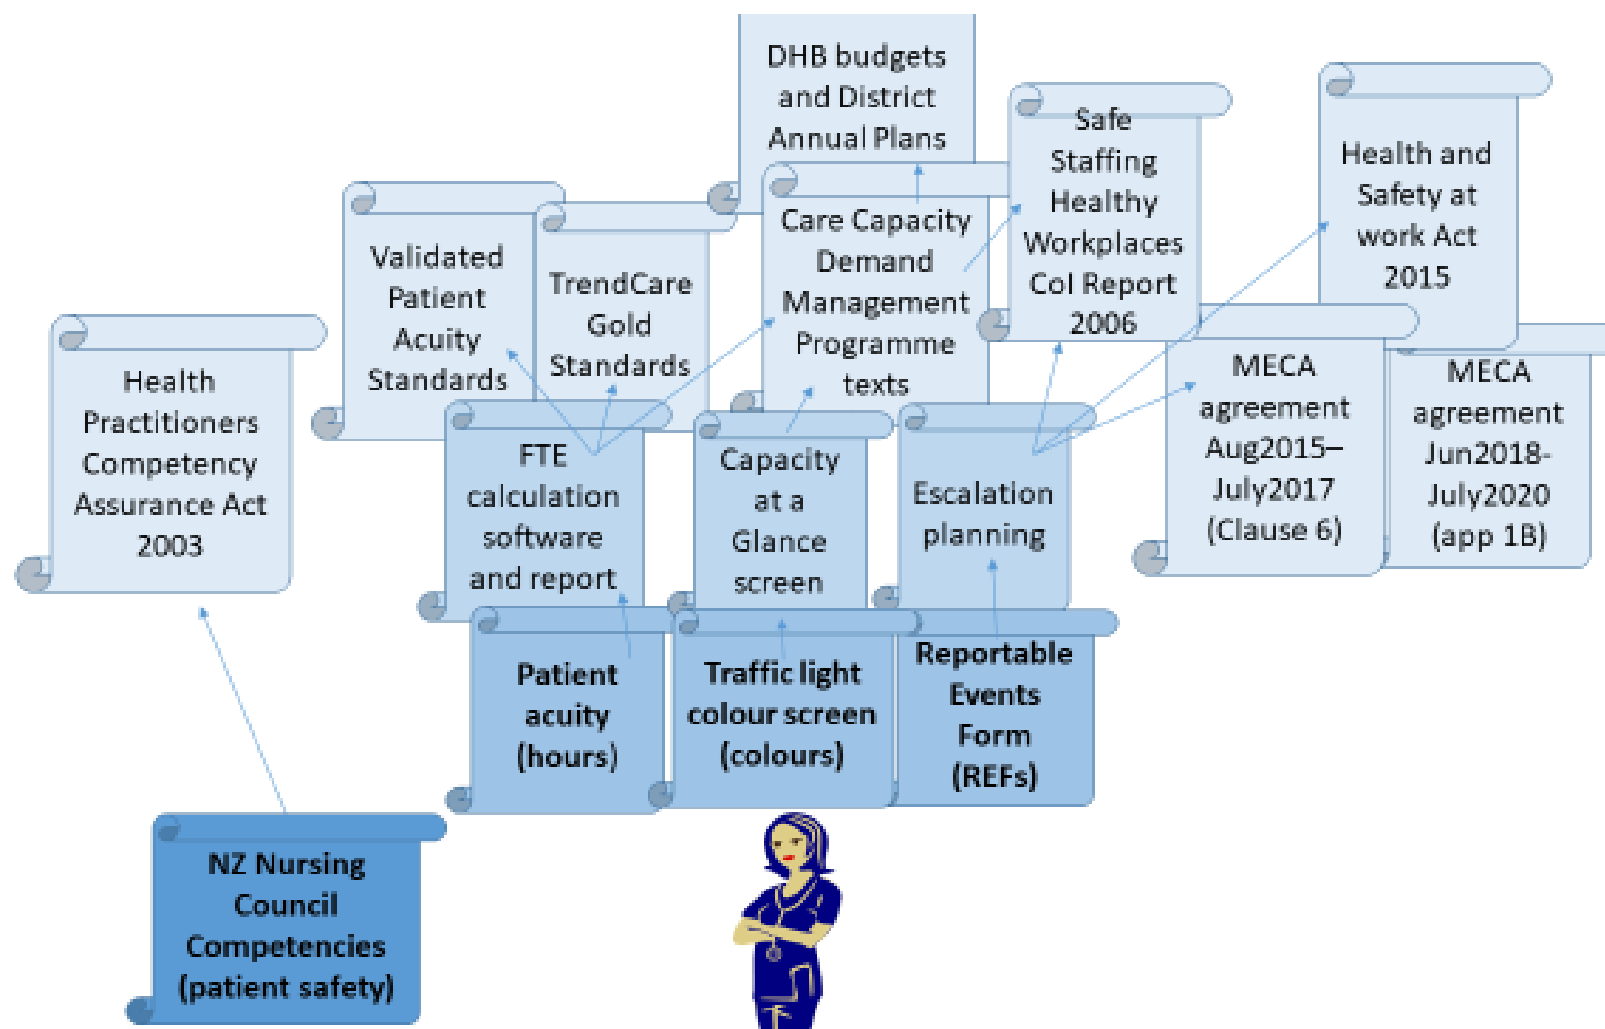 DHB budgets
and District
Annual Plans
Safe
Staffing
Healthy
Workplaces
CoI Report
2006
Health and
Safety at
work Act
2015
Validated
Patient
Acuity
Standards
TrendCare
Gold
Standards
Care Capacity
Demand
Management
Programme
texts
Health
Practitioners
Competency
Assurance Act
2003
MECA
agreement
Aug2015–
July2017
(Clause 6)
MECA
agreement
Jun2018-
July2020
(app 1B)
FTE
calculation
software
and report
Capacity
at a
Glance
screen
Escalation
planning
Patient
acuity
(hours)
Traffic light
colour screen
(colours)
Reportable
Events
Form
(REFs)
NZ Nursing
Council
Competencies
(patient safety)